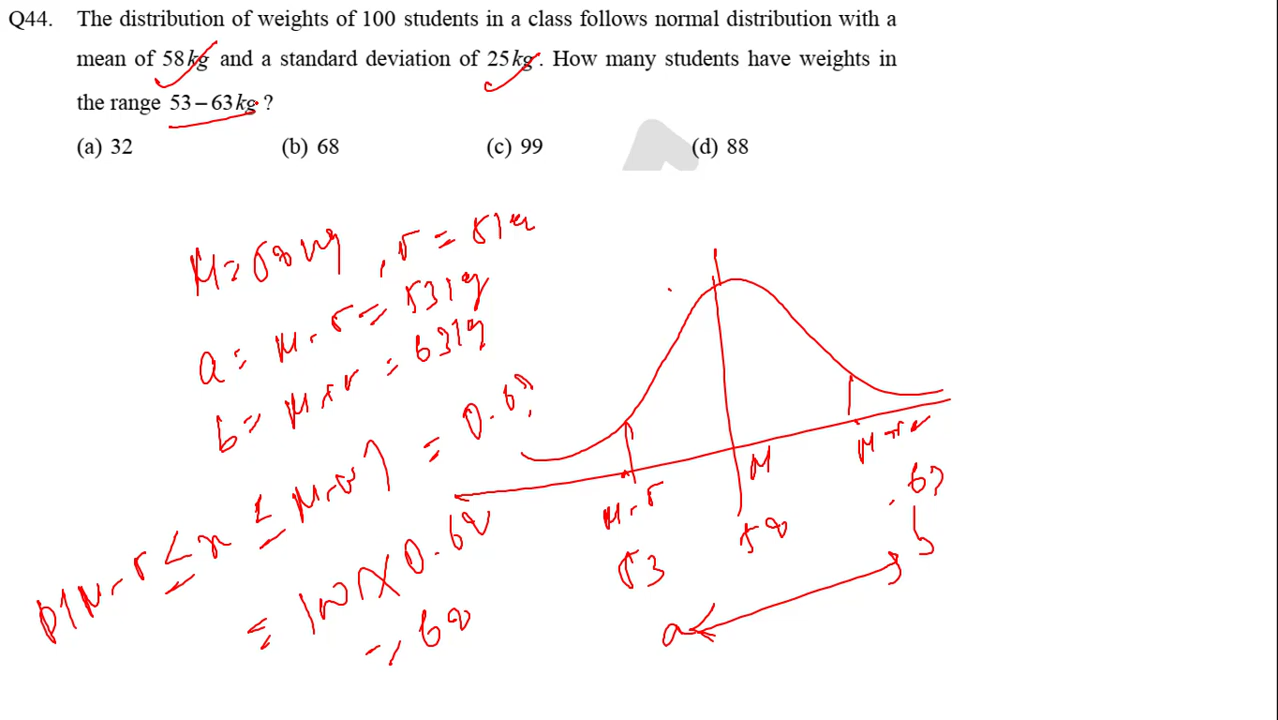 Q44. The distribution of weights of 100 students in a class follows normal distribution with a
mean of 58kg and a standard deviation of 25kg. How many students have weights in
the range 53–63kg?
(a) 32 (b) 68 (c) 99 (d) 88
μ = 58kg, σ = 5kg
a = μ-σ = 53kg
b = μ+σ = 63kg
= 0.68
= 100 × 0.68
= 68
μ-σ μ μ+σ
53 58 63
a b